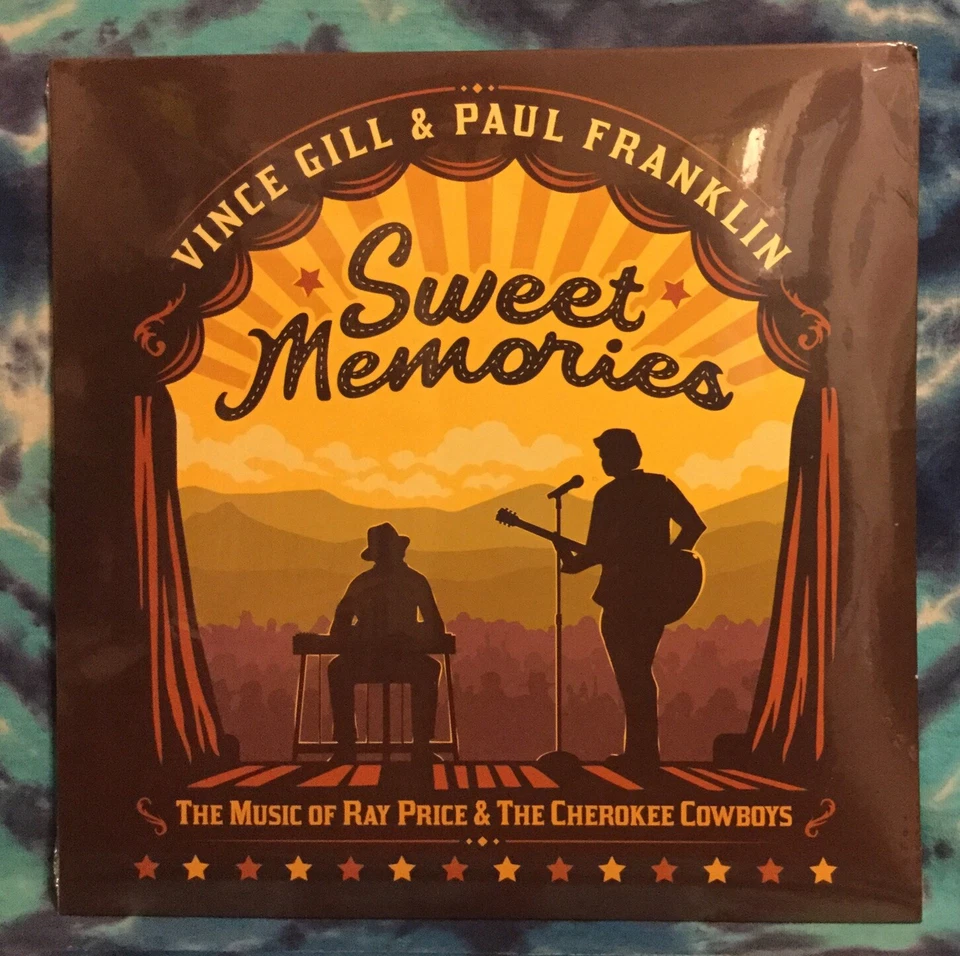 VINCE GILL & PAUL FRANKLIN
Sweet
Memories
THE MUSIC OF RAY PRICE & THE CHEROKEE COWBOYS